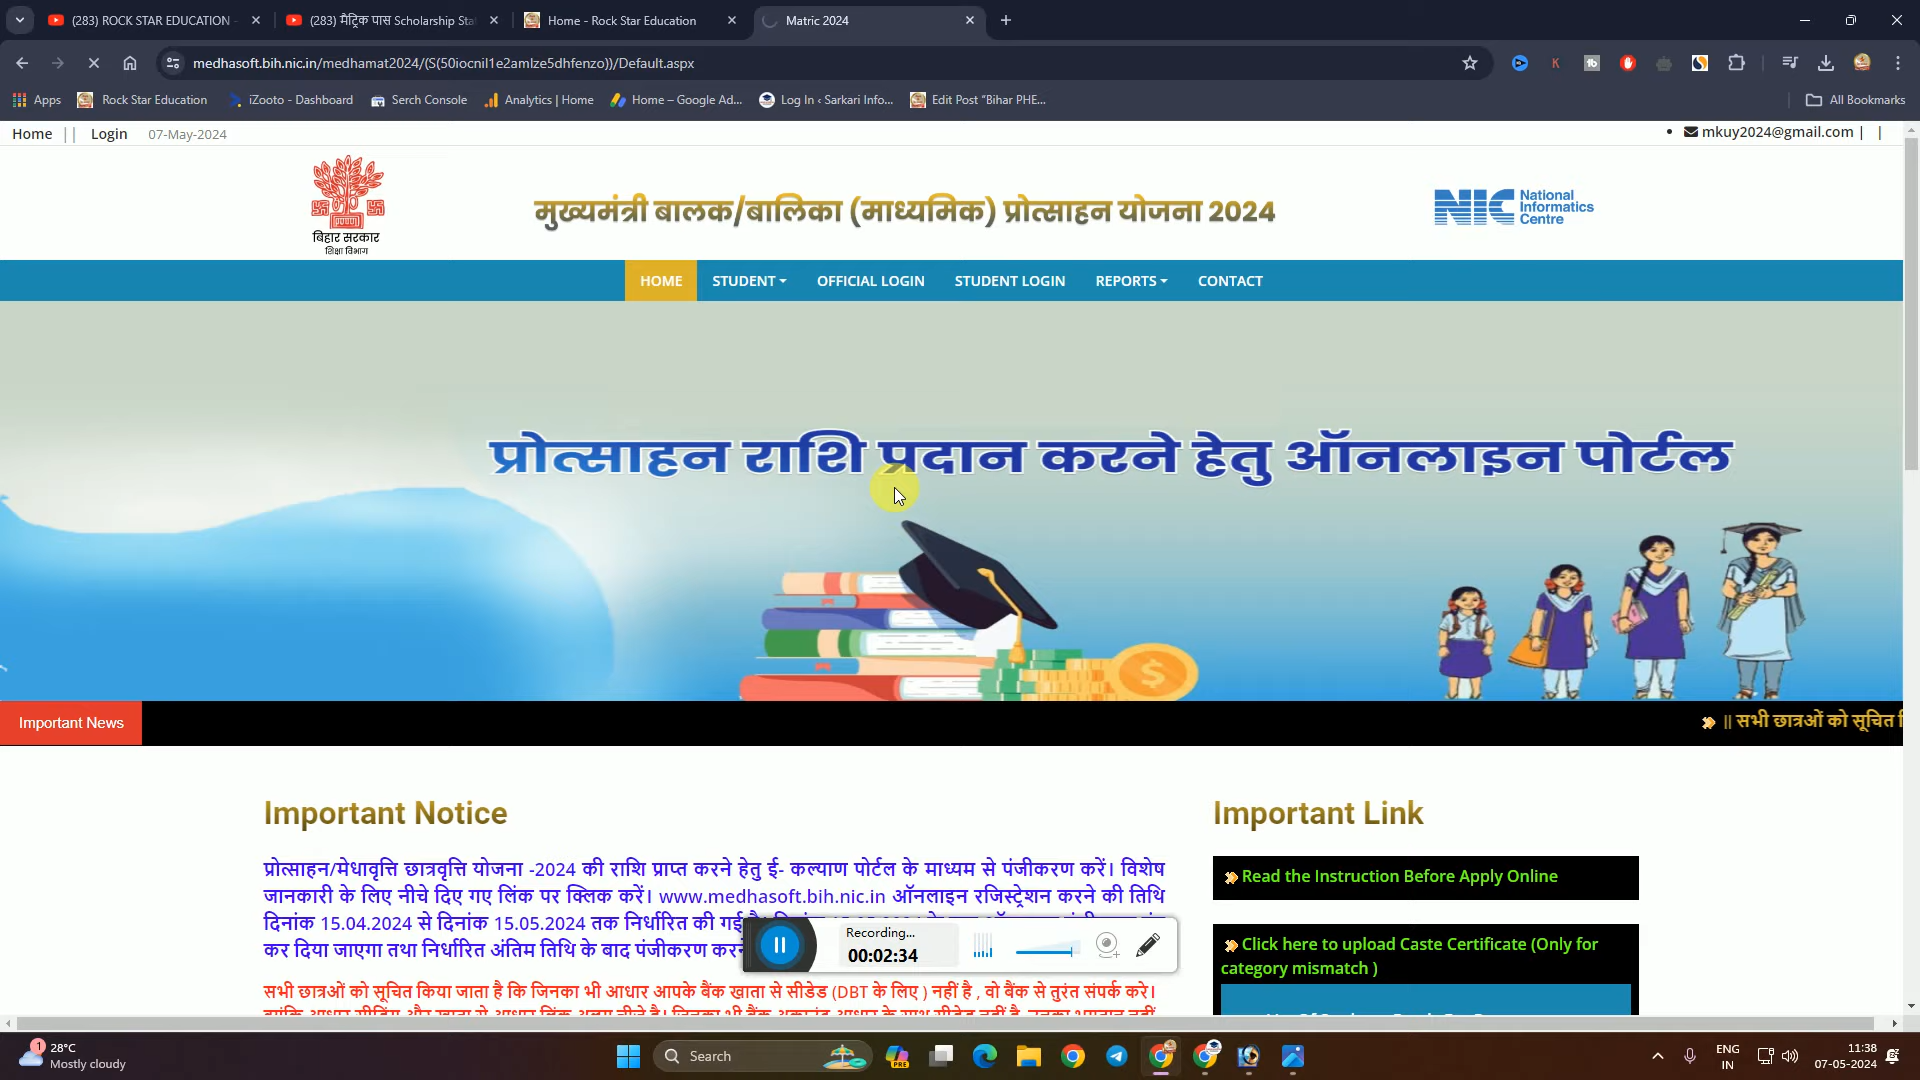 (283) ROCK STAR EDUCATION
(283) मैट्रिक पास Scholarship Sta
Home - Rock Star Education
Matric 2024
medhasoft.bih.nic.in/medhamat2024/(S(50iocnil1e2amlze5dhfenzo))/Default.aspx
Apps
Rock Star Education
iZooto - Dashboard
Serch Console
Analytics | Home
Home – Google Ad...
Log In ‹ Sarkari Info...
Edit Post "Bihar PHE...
All Bookmarks
Home || Login 07-May-2024
mkuy2024@gmail.com | |
बिहार सरकार
शिक्षा विभाग
मुख्यमंत्री बालक/बालिका (माध्यमिक) प्रोत्साहन योजना 2024
NIC National
Informatics
Centre
HOME STUDENT OFFICIAL LOGIN STUDENT LOGIN REPORTS CONTACT
प्रोत्साहन राशि प्रदान करने हेतु ऑनलाइन पोर्टल
Important News
|| सभी छात्रओं को सूचित
Important Notice
Important Link
प्रोत्साहन/मेधावृत्ति छात्रवृत्ति योजना -2024 की राशि प्राप्त करने हेतु ई- कल्याण पोर्टल के माध्यम से पंजीकरण करें। विशेष
जानकारी के लिए नीचे दिए गए लिंक पर क्लिक करें। www.medhasoft.bih.nic.in ऑनलाइन रजिस्ट्रेशन करने की तिथि
दिनांक 15.04.2024 से दिनांक 15.05.2024 तक निर्धारित की गई
कर दिया जाएगा तथा निर्धारित अंतिम तिथि के बाद पंजीकरण
सभी छात्रओं को सूचित किया जाता है कि जिनका भी आधार आपके बैंक खाता से सीडेड (DBT के लिए ) नहीं है , वो बैंक से तुरंत संपर्क करे।
Read the Instruction Before Apply Online
Click here to upload Caste Certificate (Only for
category mismatch )
Recording...
00:02:34
1
28°C
Mostly cloudy
Search
PRE
ENG
IN
11:38
07-05-2024